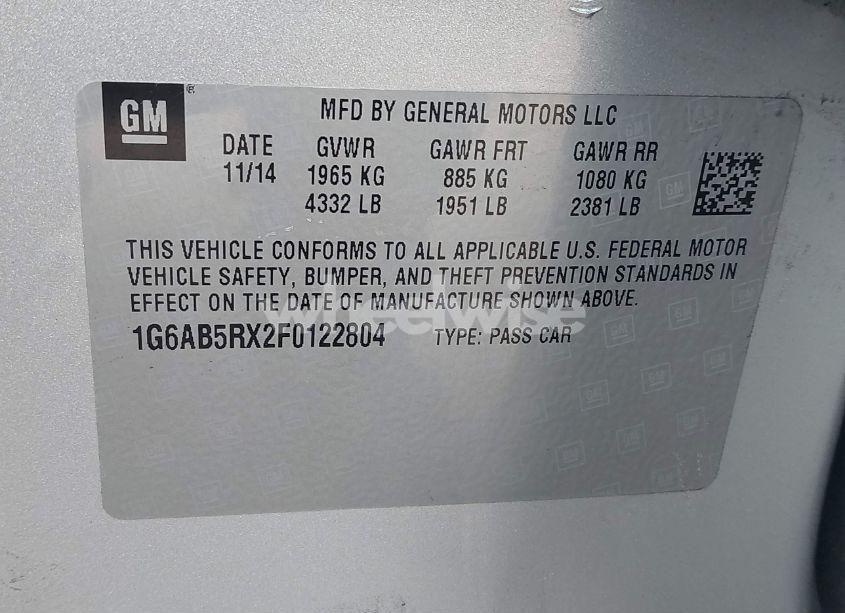 GM®
MFD BY GENERAL MOTORS LLC
DATE GVWR GAWR FRT GAWR RR
11/14 1965 KG 885 KG 1080 KG
4332 LB 1951 LB 2381 LB
THIS VEHICLE CONFORMS TO ALL APPLICABLE U.S. FEDERAL MOTOR
VEHICLE SAFETY, BUMPER, AND THEFT PREVENTION STANDARDS IN
EFFECT ON THE DATE OF MANUFACTURE SHOWN ABOVE.
wheelwise
1G6AB5RX2F0122804 TYPE: PASS CAR